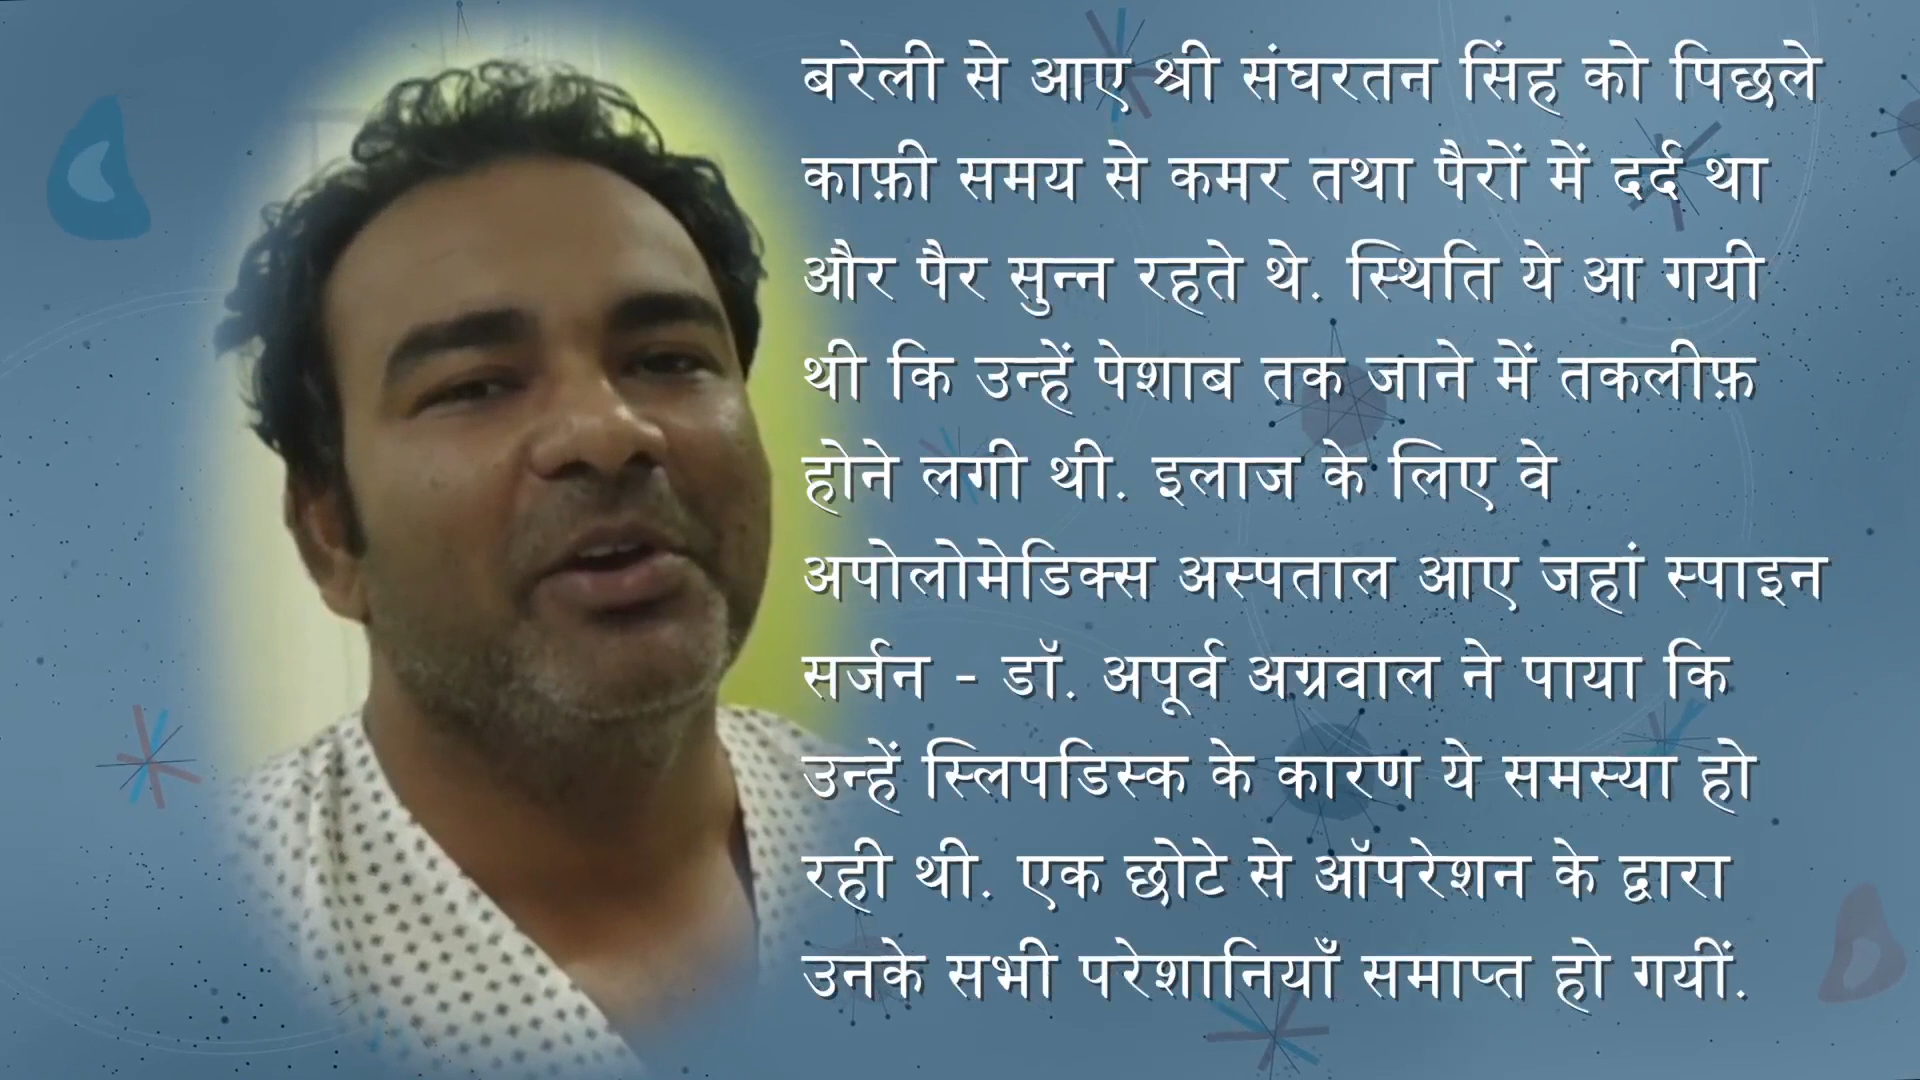 बरेली से आए श्री संघरतन सिंह को पिछले
काफ़ी समय से कमर तथा पैरों में दर्द था
और पैर सुन्न रहते थे. स्थिति ये आ गयी
थी कि उन्हें पेशाब तक जाने में तकलीफ़
होने लगी थी. इलाज के लिए वे
अपोलोमेडिक्स अस्पताल आए जहां स्पाइन
सर्जन - डॉ. अपूर्व अग्रवाल ने पाया कि
उन्हें स्लिपडिस्क के कारण ये समस्या हो
रही थी. एक छोटे से ऑपरेशन के द्वारा
उनके सभी परेशानियाँ समाप्त हो गयीं.